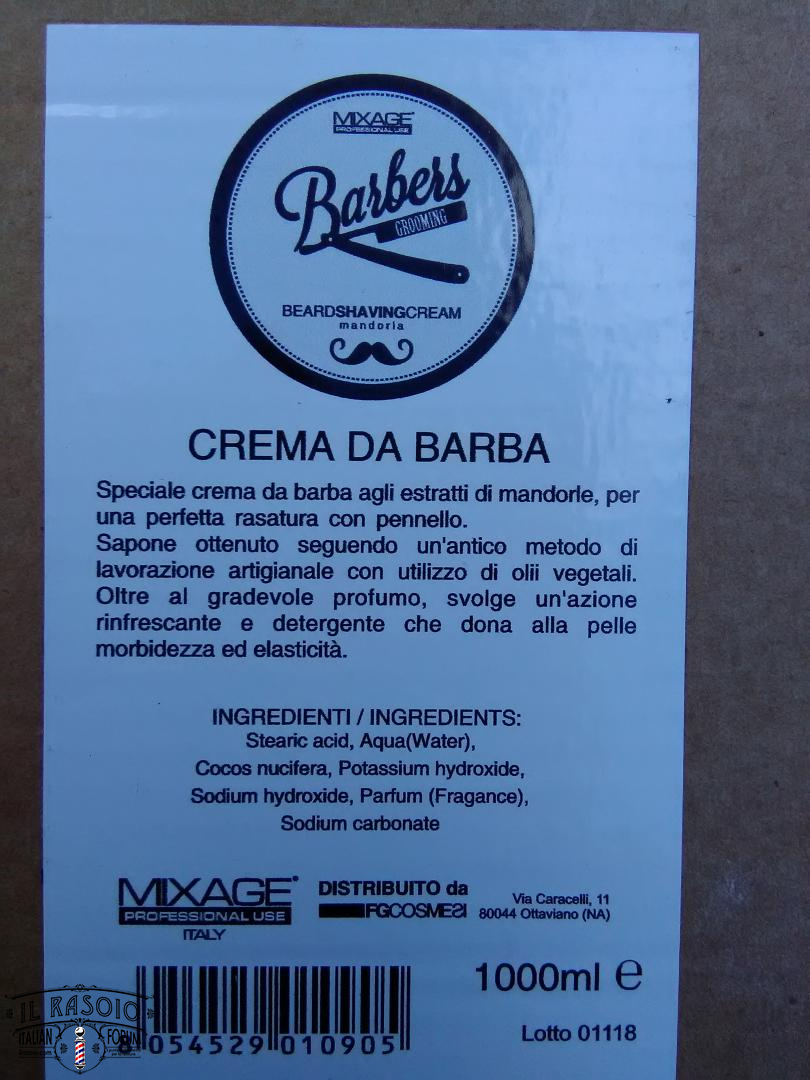 MIXAGE
PROFESSIONAL USE
Barbers
GROOMING
BEARDSHAVINGCREAM
mandorla
CREMA DA BARBA
Speciale crema da barba agli estratti di mandorle, per
una perfetta rasatura con pennello.
Sapone ottenuto seguendo un'antico metodo di
lavorazione artigianale con utilizzo di olii vegetali.
Oltre al gradevole profumo, svolge un'azione
rinfrescante e detergente che dona alla pelle
morbidezza ed elasticità.
INGREDIENTI / INGREDIENTS:
Stearic acid, Aqua(Water),
Cocos nucifera, Potassium hydroxide,
Sodium hydroxide, Parfum (Fragance),
Sodium carbonate
MIXAGE
PROFESSIONAL USE
ITALY
DISTRIBUITO da
FGCOSMESI
Via Caracelli, 11
80044 Ottaviano (NA)
1000ml e
Lotto 01118
8 054529 010905
IL RASOIO
ITALIAN FORUM